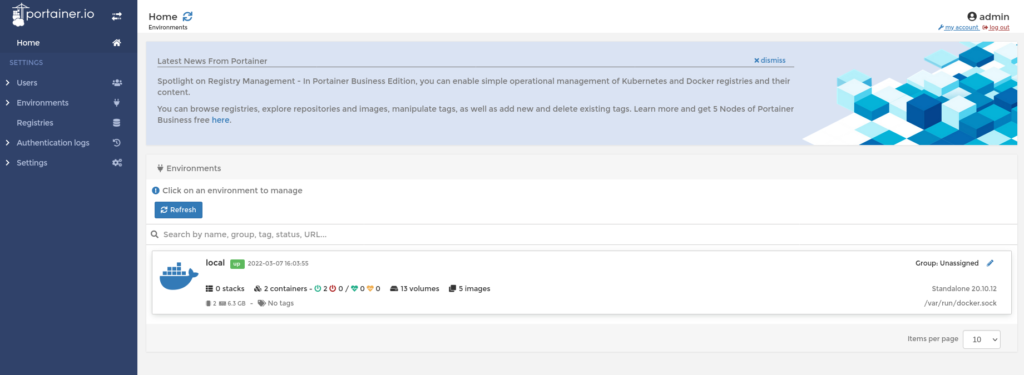 portainer.io
Home
SETTINGS
Users
Environments
Registries
Authentication logs
Settings
Home
Environments
admin
my account log out
Latest News From Portainer
dismiss
Spotlight on Registry Management - In Portainer Business Edition, you can enable simple operational management of Kubernetes and Docker registries and their
content.
You can browse registries, explore repositories and images, manipulate tags, as well as add new and delete existing tags. Learn more and get 5 Nodes of Portainer
Business free here.
Environments
Click on an environment to manage
Refresh
Search by name, group, tag, status, URL...
local up 2022-03-07 16:03:55
Group: Unassigned
0 stacks 2 containers - 2 0 / 0 0 13 volumes 5 images
Standalone 20.10.12
2 6.3 GB - No tags
/var/run/docker.sock
Items per page 10